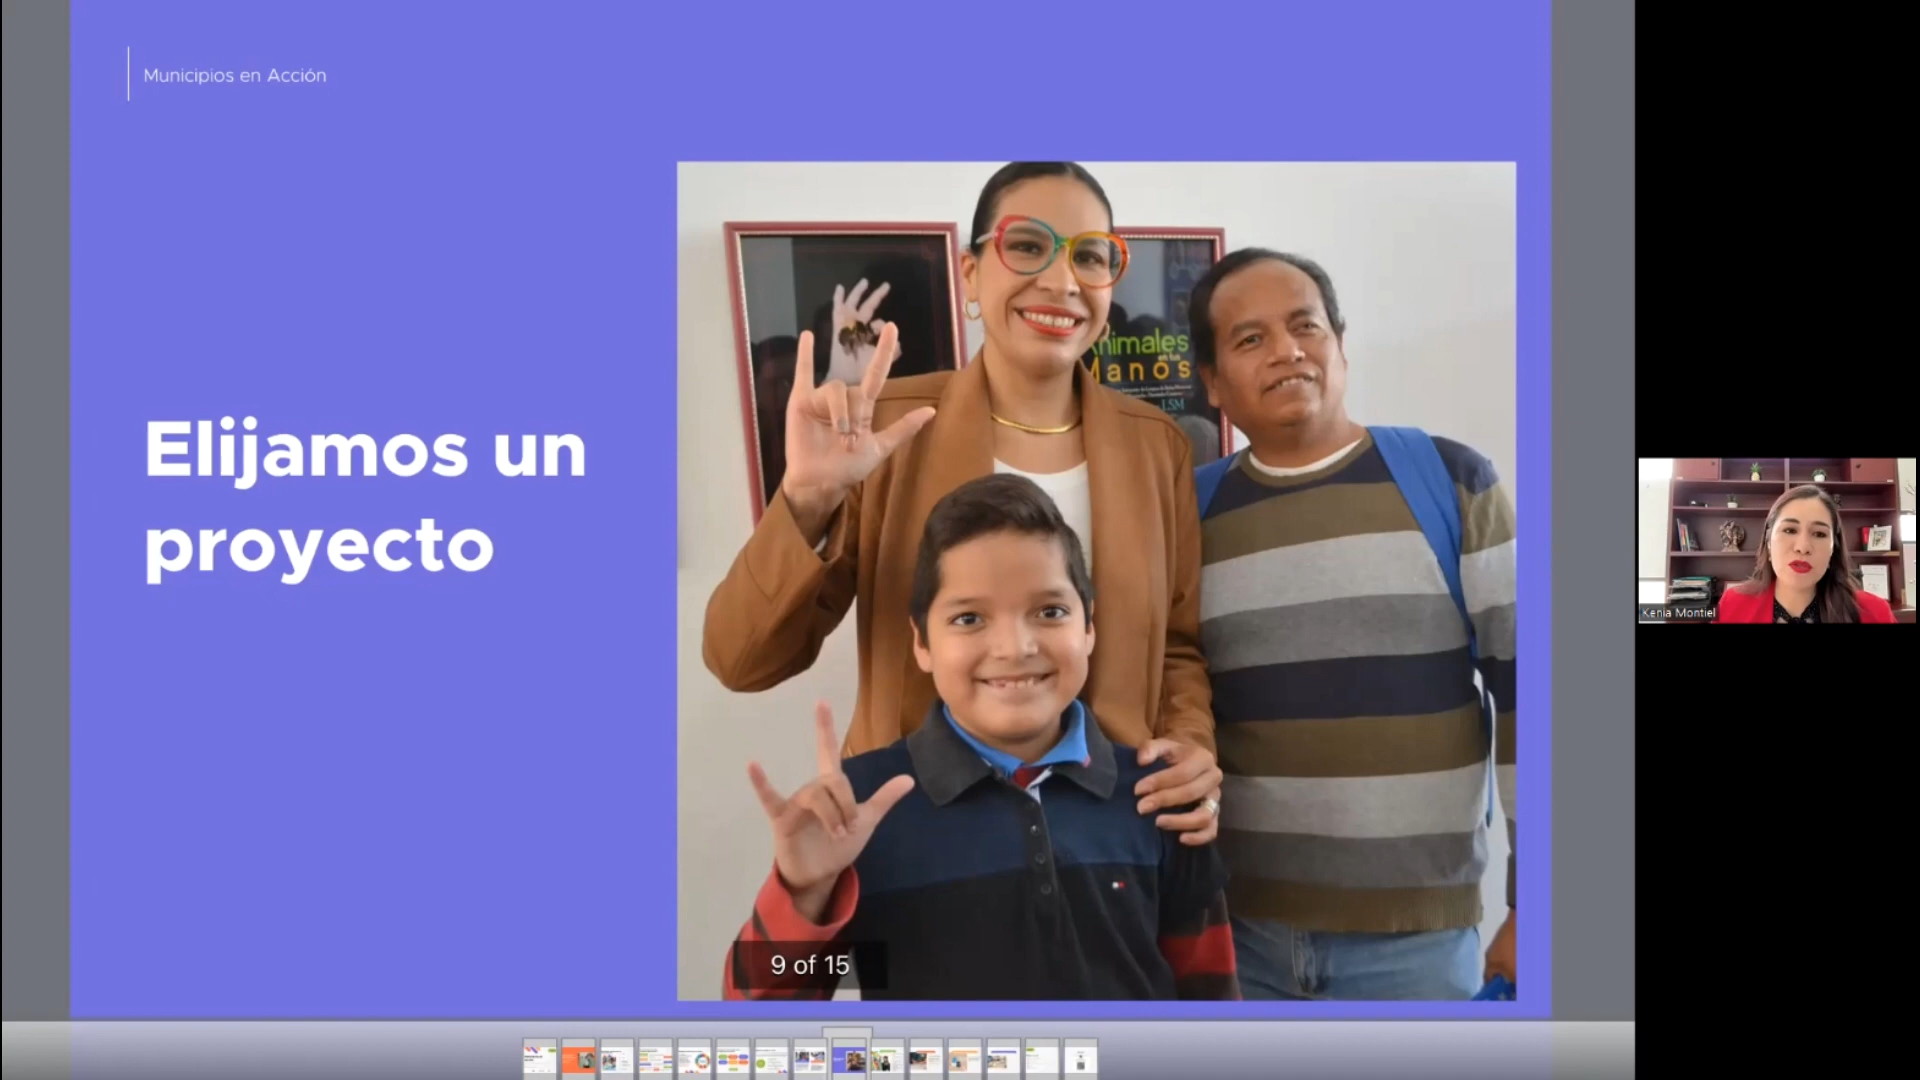 Municipios en Acción
Elijamos un
proyecto
nimales
en tus
Manos
LSM
9 of 15
Kenia Montiel